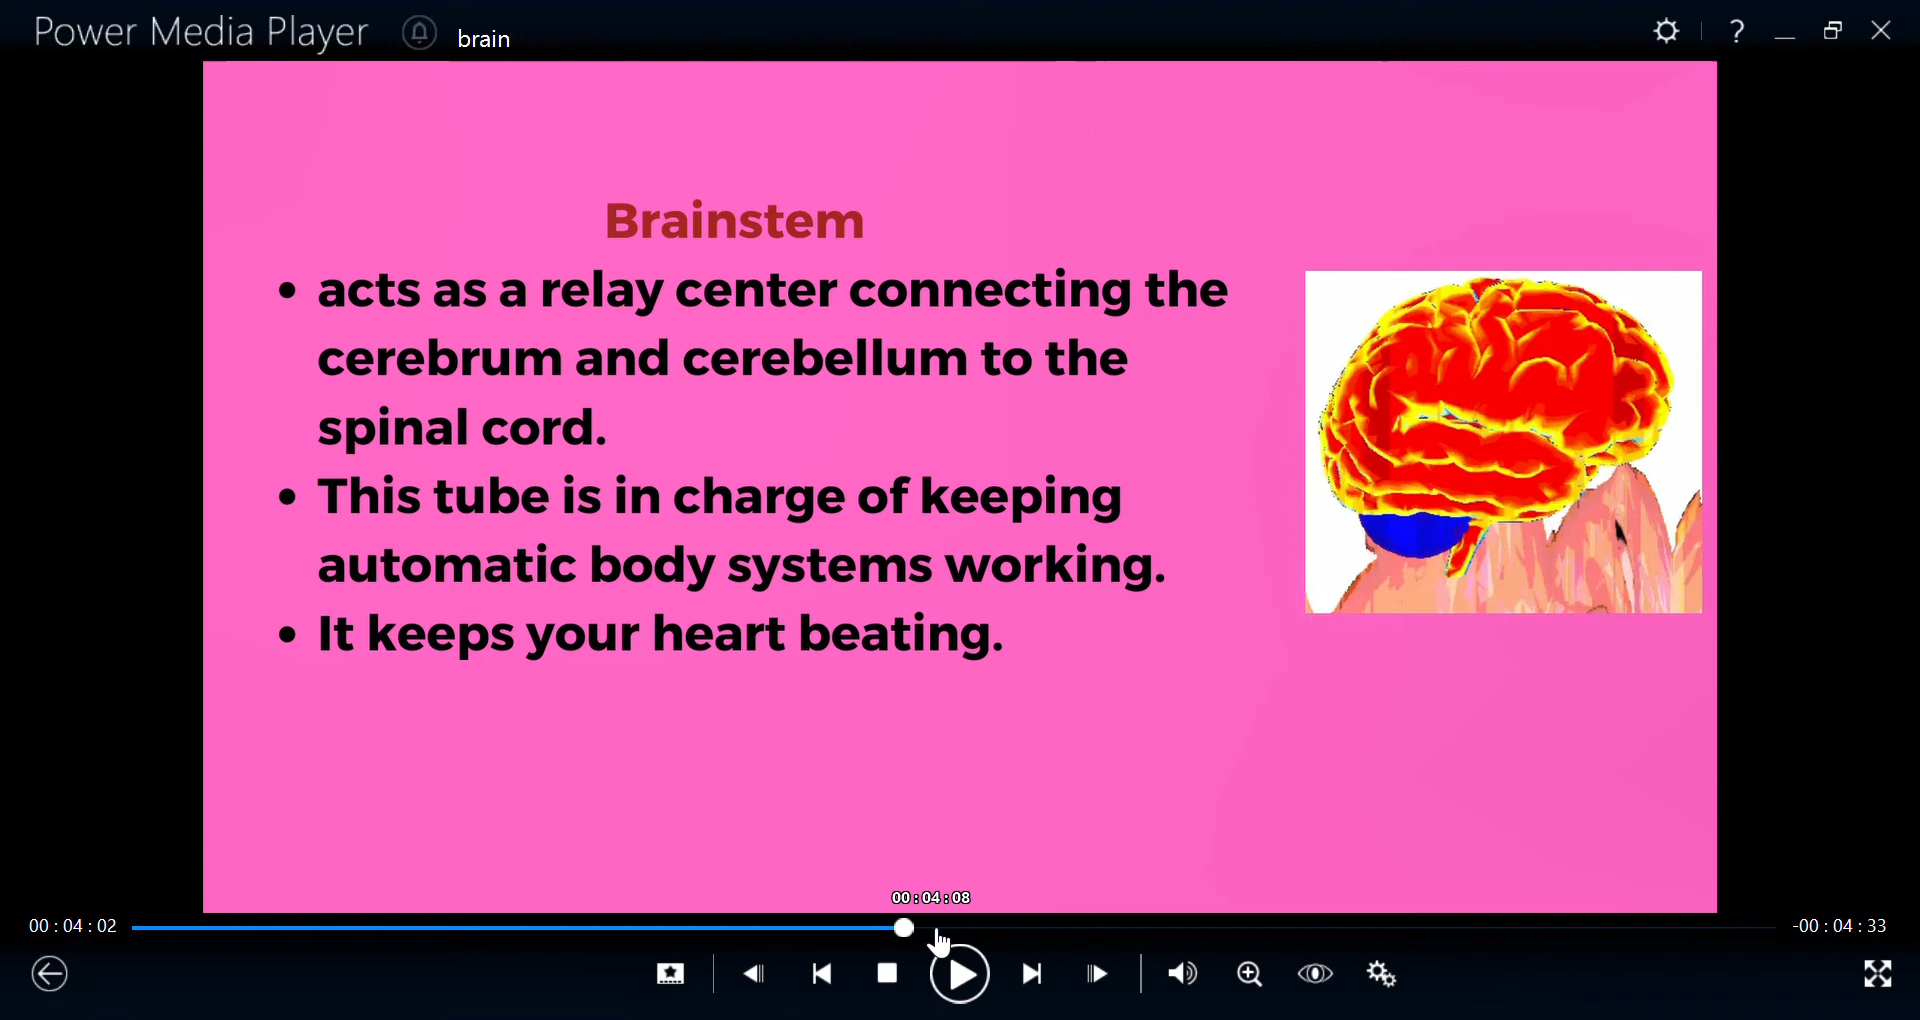 Power Media Player
brain
?
Brainstem
• acts as a relay center connecting the
cerebrum and cerebellum to the
spinal cord.
• This tube is in charge of keeping
automatic body systems working.
• It keeps your heart beating.
00:04:08
00:04:02
-00:04:33